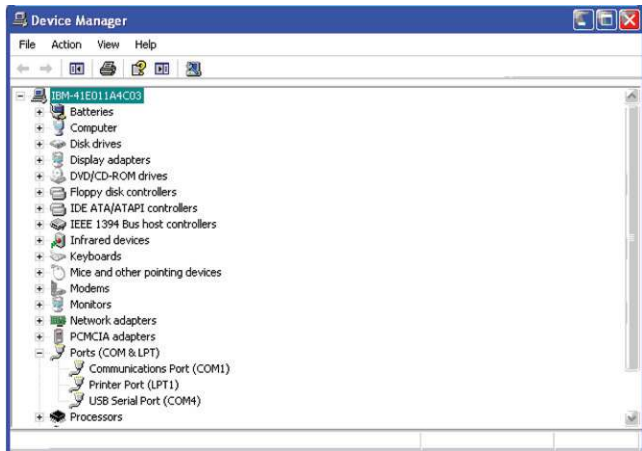 Device Manager
File Action View Help
IBM-41E011A4C03
Batteries
Computer
Disk drives
Display adapters
DVD/CD-ROM drives
Floppy disk controllers
IDE ATA/ATAPI controllers
IEEE 1394 Bus host controllers
Infrared devices
Keyboards
Mice and other pointing devices
Modems
Monitors
Network adapters
PCMCIA adapters
Ports (COM & LPT)
Communications Port (COM1)
Printer Port (LPT1)
USB Serial Port (COM4)
Processors